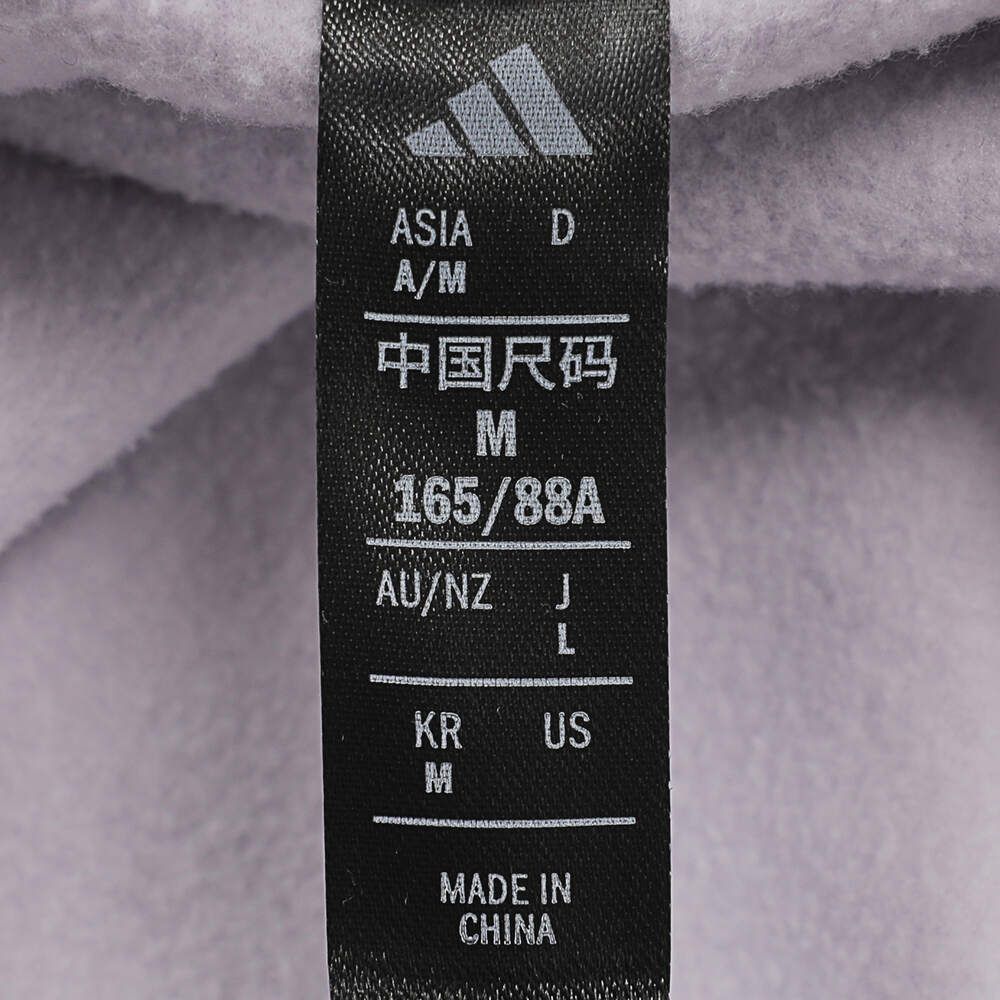 ASIA D
A/M
中国尺码
M
165/88A
AU/NZ J
L
KR US
M
MADE IN
CHINA